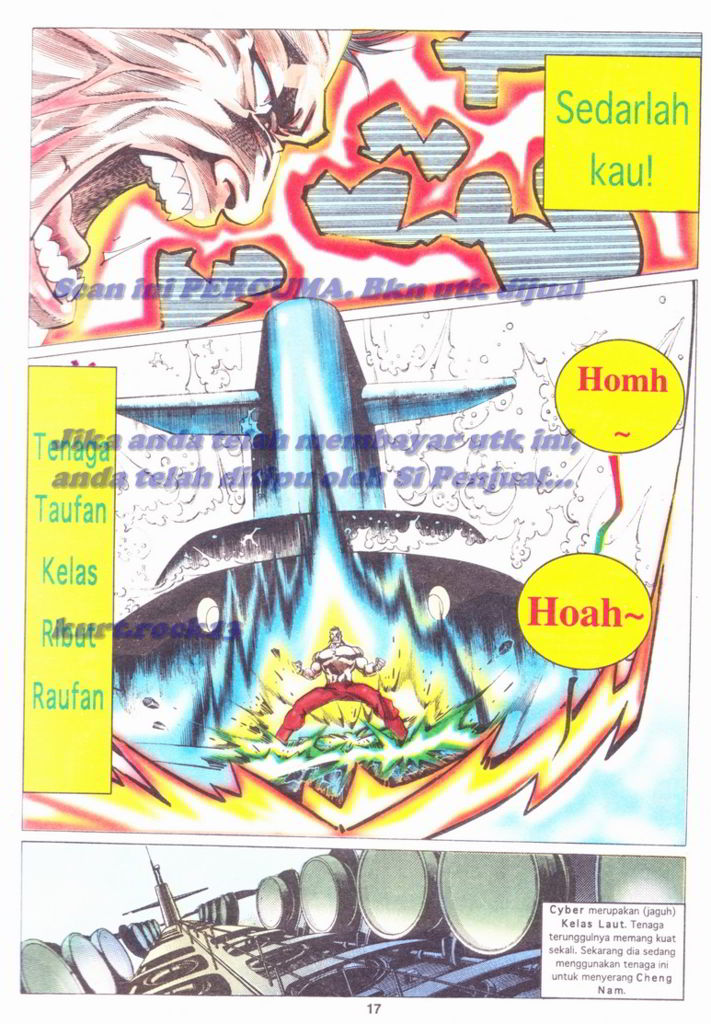 Sedarlah
kau!
Scan ini PERCUMA. Bkn utk dijual
Homh
~
Jika anda telah membayar utk ini,
anda telah ditipu oleh Si Penjual...
Tenaga
Taufan
Kelas
Ribut
Raufan
Hoah~
kurt.rock13
Cyber merupakan (jaguh)
Kelas Laut. Tenaga
terunggulnya memang kuat
sekali. Sekarang dia sedang
menggunakan tenaga ini
untuk menyerang Cheng
Nam.
17